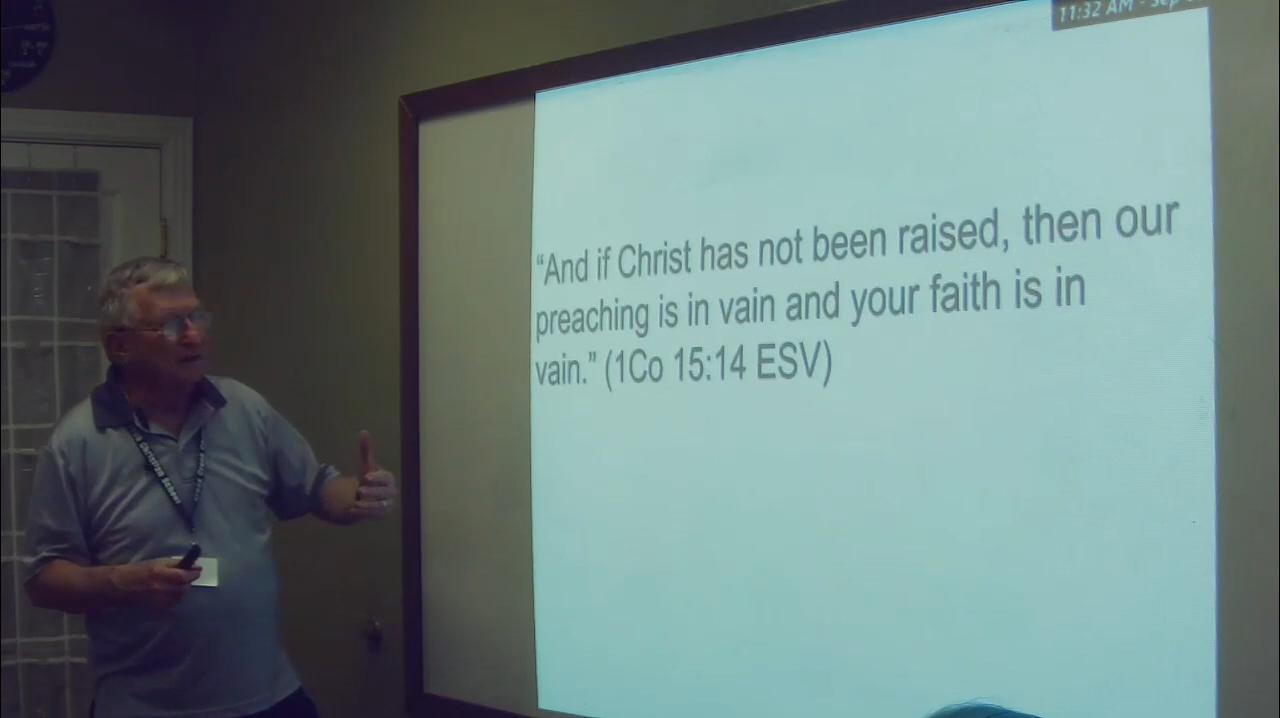 11:32 AM - Sep
“And if Christ has not been raised, then our
preaching is in vain and your faith is in
vain.” (1Co 15:14 ESV)